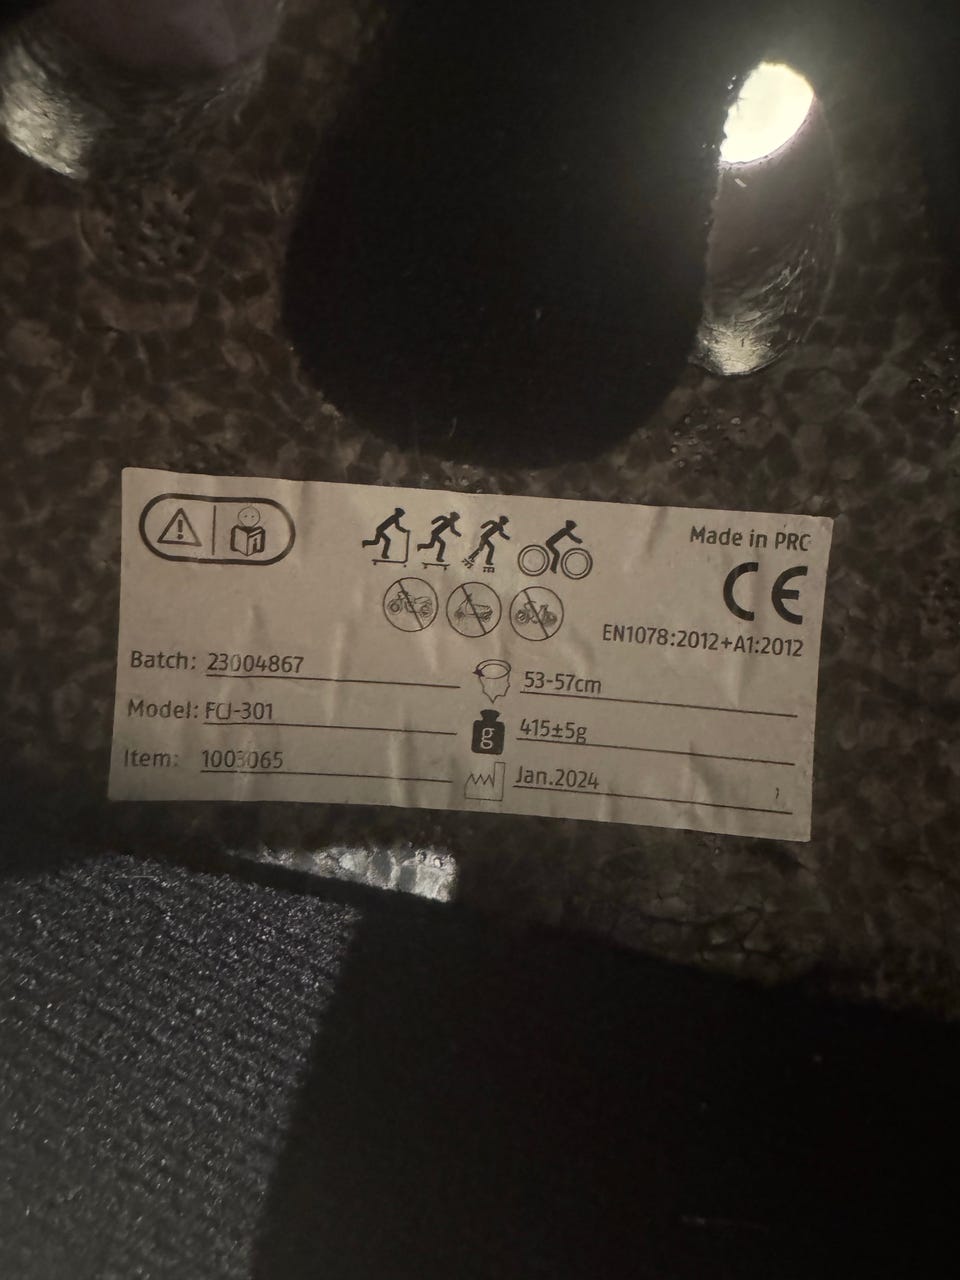 Made in PRC
CE
EN1078:2012+A1:2012
Batch: 23004867
53-57cm
Model: FCJ-301
g
415±5g
Item: 1003065
Jan.2024